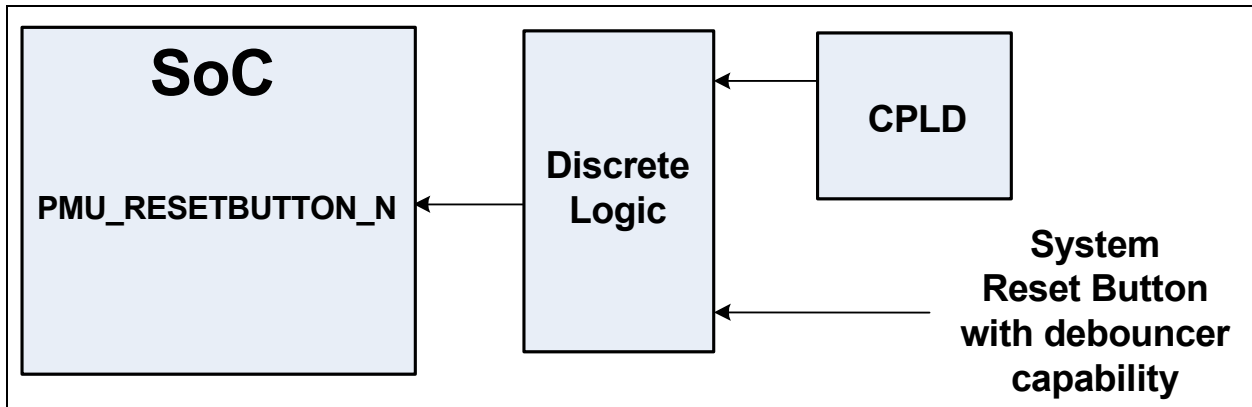 SoC
PMU_RESETBUTTON_N
Discrete
Logic
CPLD
System
Reset Button
with debouncer
capability